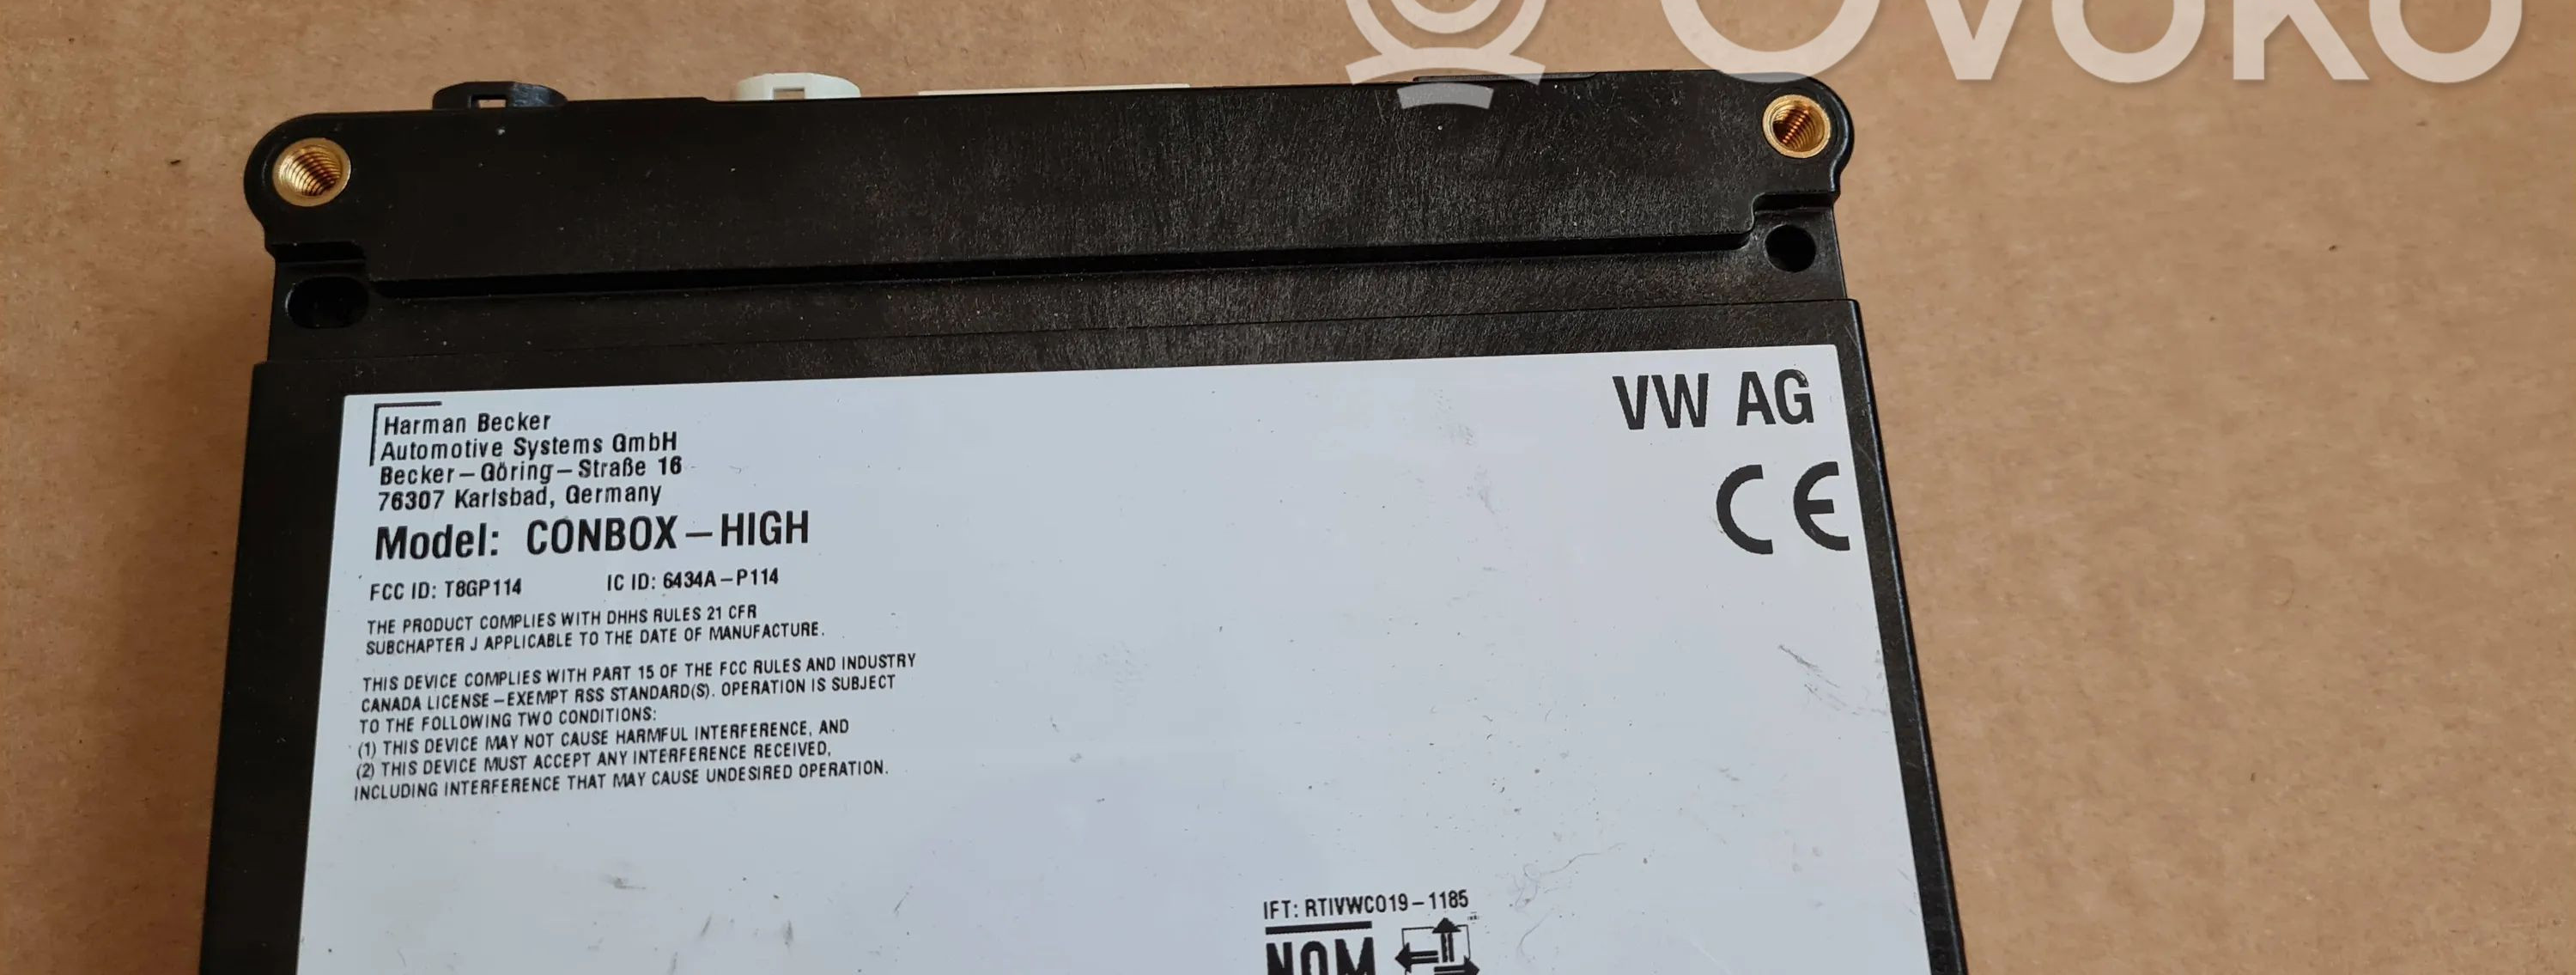 OVOKO
Harman Becker
Automotive Systems GmbH
Becker-Göring-Straße 16
76307 Karlsbad, Germany
Model: CONBOX-HIGH
FCC ID: T8GP114 IC ID: 6434A-P114
THE PRODUCT COMPLIES WITH DHHS RULES 21 CFR
SUBCHAPTER J APPLICABLE TO THE DATE OF MANUFACTURE.
THIS DEVICE COMPLIES WITH PART 15 OF THE FCC RULES AND INDUSTRY
CANADA LICENSE-EXEMPT RSS STANDARD(S). OPERATION IS SUBJECT
TO THE FOLLOWING TWO CONDITIONS:
(1) THIS DEVICE MAY NOT CAUSE HARMFUL INTERFERENCE, AND
(2) THIS DEVICE MUST ACCEPT ANY INTERFERENCE RECEIVED,
INCLUDING INTERFERENCE THAT MAY CAUSE UNDESIRED OPERATION.
VW AG
CE
IFT: RTIVWCO19-1185
NOM